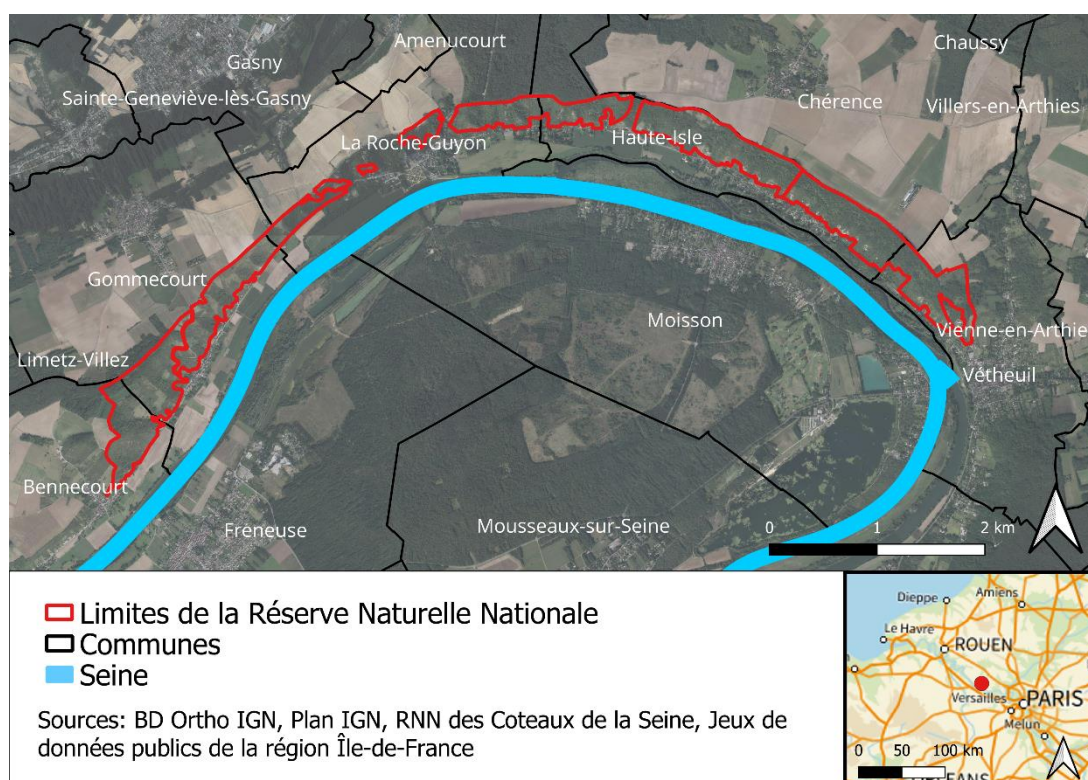 Amenucourt
Chaussy
Gasny
Sainte-Geneviève-lès-Gasny
Chérence
Villers-en-Arthies
La Roche-Guyon
Haute-Isle
Gommecourt
Moisson
Limetz-Villez
Vienne-en-Arthie
Vétheuil
Bennecourt
Freneuse
Mousseaux-sur-Seine
0 1 2 km
Limites de la Réserve Naturelle Nationale
Communes
Seine
Sources: BD Ortho IGN, Plan IGN, RNN des Coteaux de la Seine, Jeux de
données publics de la région Île-de-France
Dieppe
Amiens
Le Havre
ROUEN
Versailles
PARIS
Melun
0 50 100 km